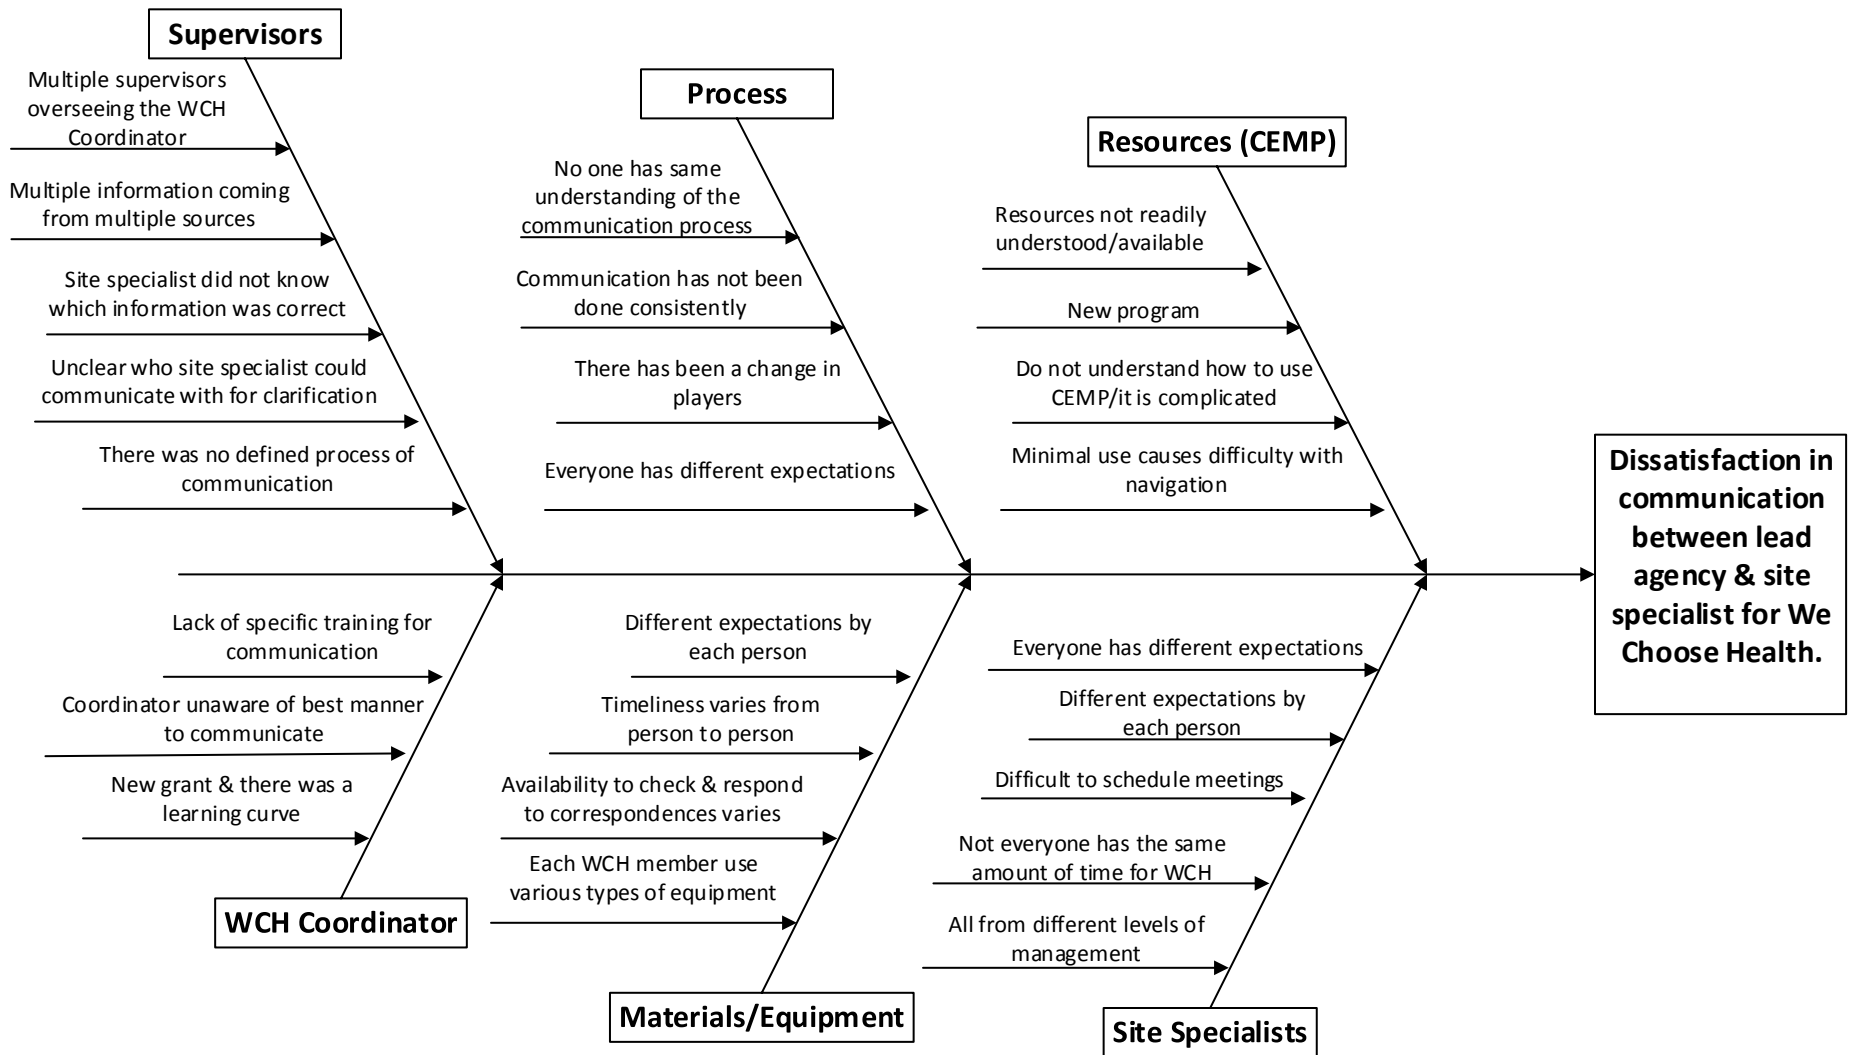 Supervisors
Multiple supervisors
overseeing the WCH
Coordinator
Multiple information coming
from multiple sources
Site specialist did not know
which information was correct
Unclear who site specialist could
communicate with for clarification
There was no defined process of
communication
Process
No one has same
understanding of the
communication process
Communication has not been
done consistently
There has been a change in
players
Everyone has different expectations
Resources (CEMP)
Resources not readily
understood/available
New program
Do not understand how to use
CEMP/it is complicated
Minimal use causes difficulty with
navigation
Dissatisfaction in
communication
between lead
agency & site
specialist for We
Choose Health.
Lack of specific training for
communication
Coordinator unaware of best manner
to communicate
New grant & there was a
learning curve
WCH Coordinator
Different expectations by
each person
Timeliness varies from
person to person
Availability to check & respond
to correspondences varies
Each WCH member use
various types of equipment
Materials/Equipment
Everyone has different expectations
Different expectations by
each person
Difficult to schedule meetings
Not everyone has the same
amount of time for WCH
All from different levels of
management
Site Specialists